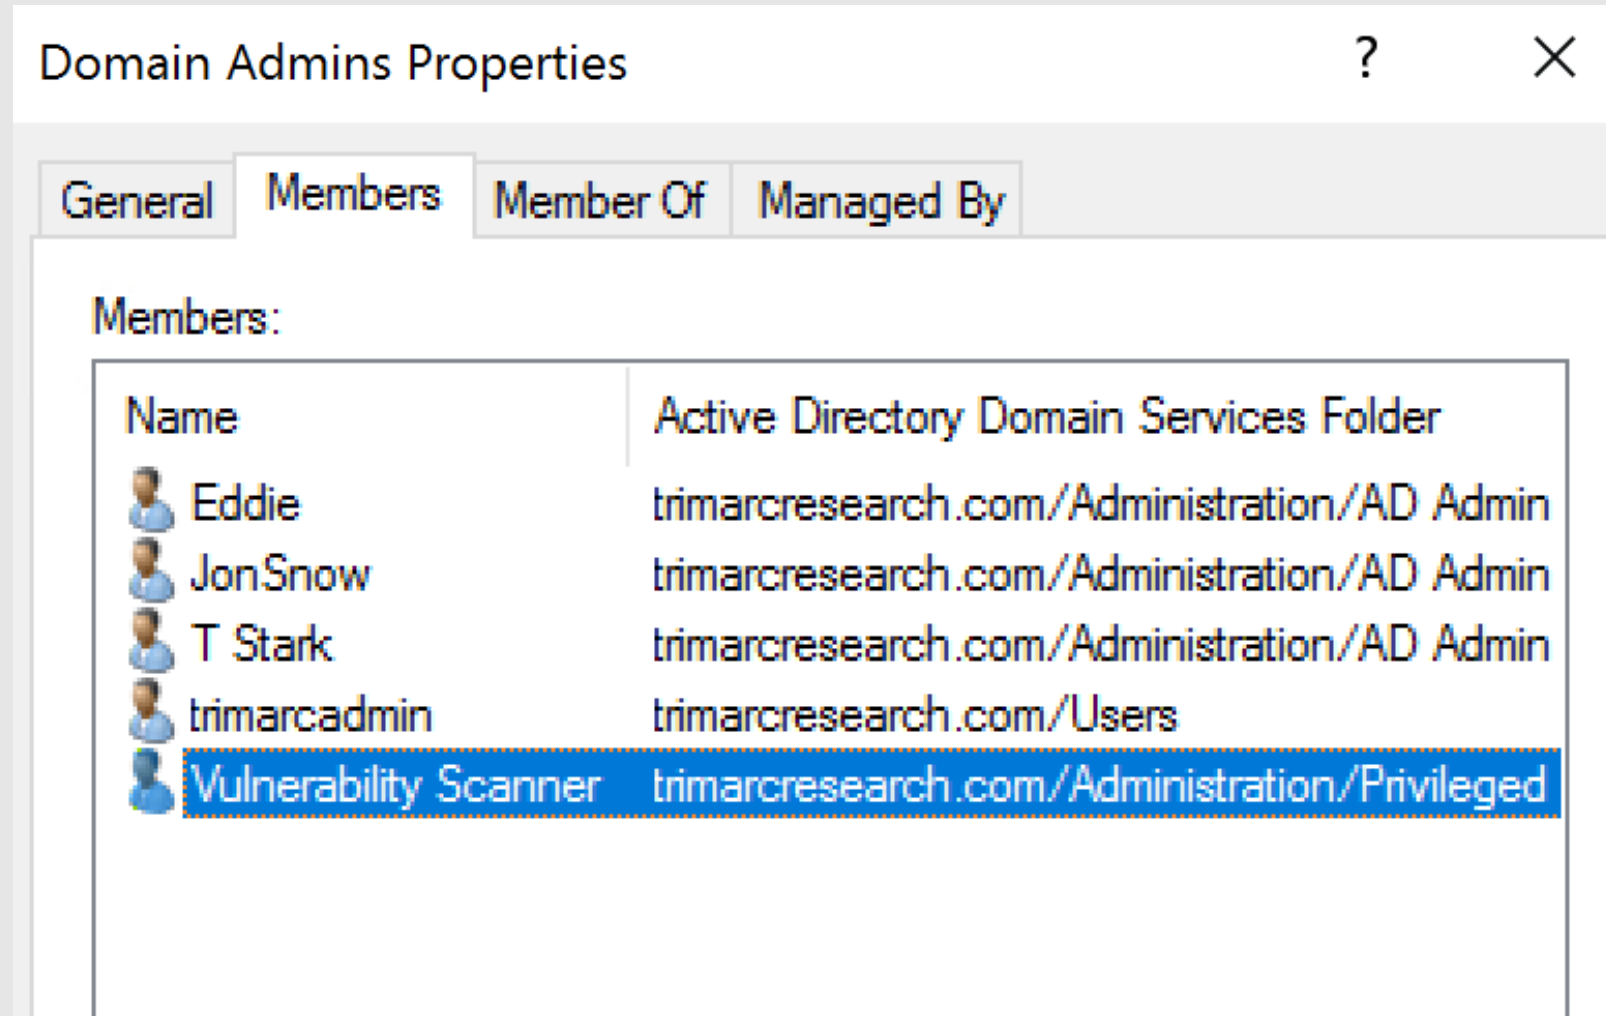 Domain Admins Properties ? ✕
General Members Member Of Managed By
Members:
Name Active Directory Domain Services Folder
Eddie trimarcresearch.com/Administration/AD Admin
JonSnow trimarcresearch.com/Administration/AD Admin
T Stark trimarcresearch.com/Administration/AD Admin
trimarcadmin trimarcresearch.com/Users
Vulnerability Scanner trimarcresearch.com/Administration/Privileged